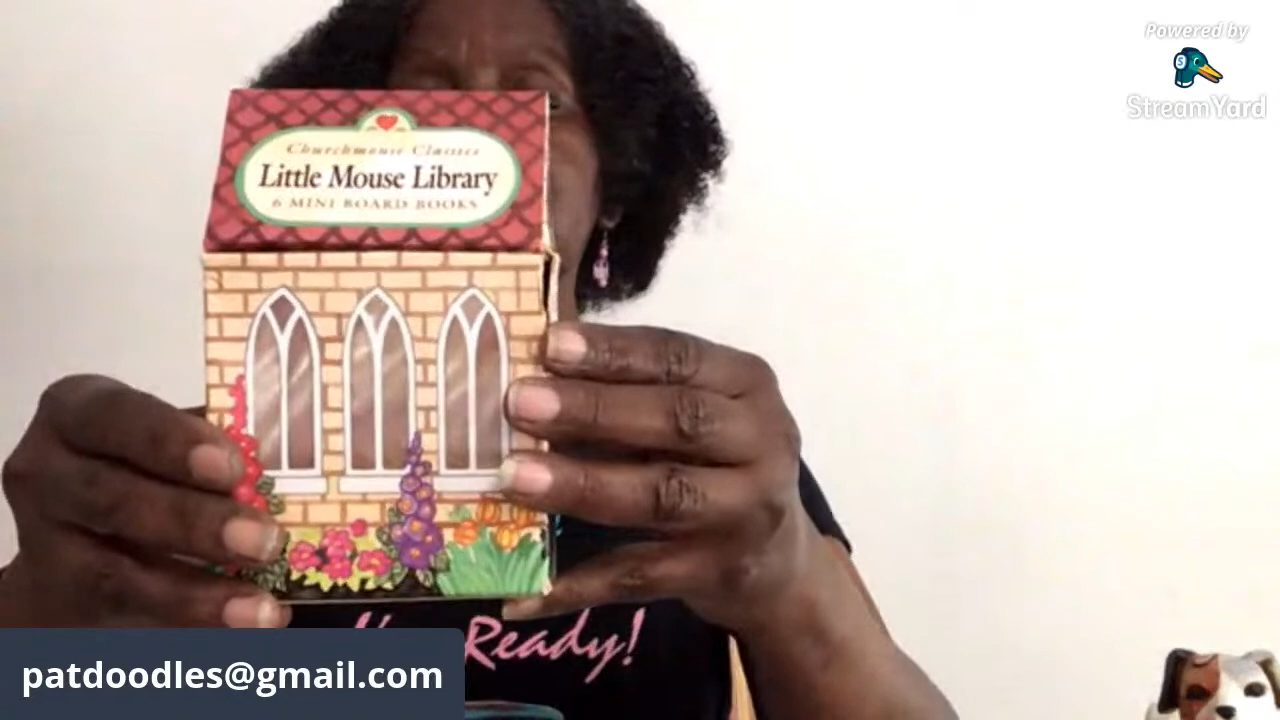 Powered by
StreamYard
Churchmouse Classics
Little Mouse Library
6 MINI BOARD BOOKS
Ready!
patdoodles@gmail.com